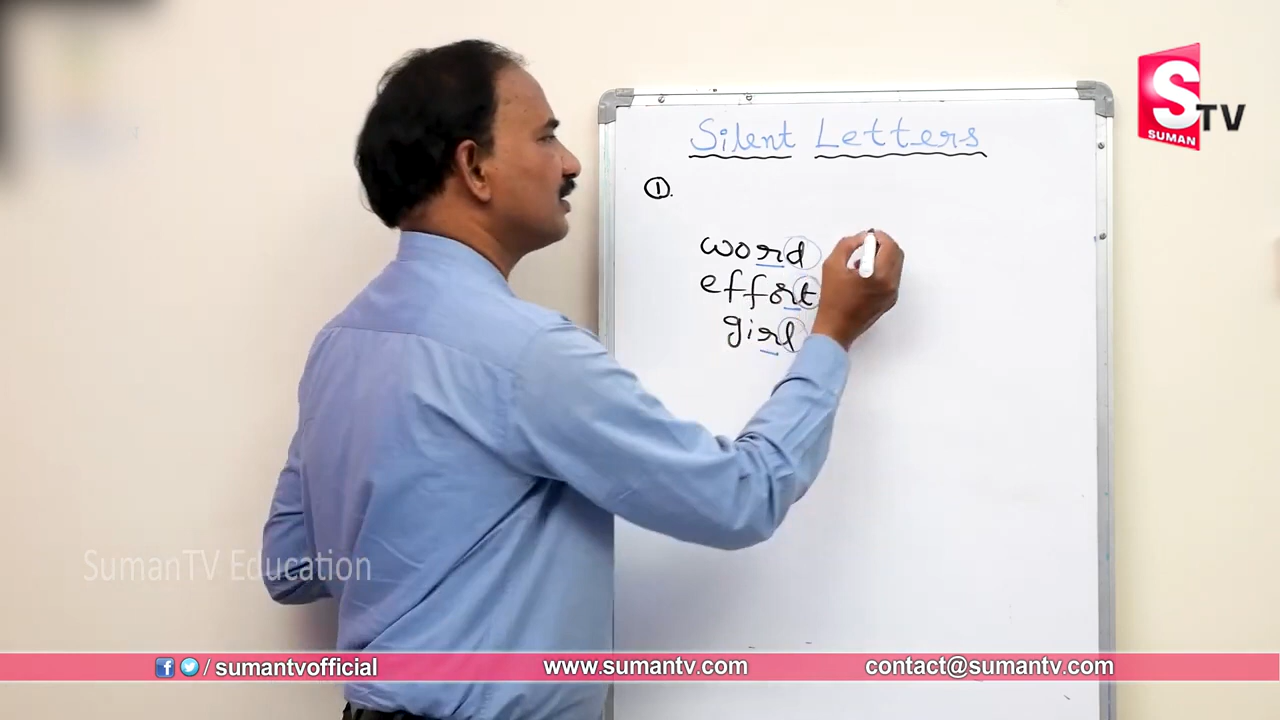 Silent Letters
S TV
SUMAN
1.
word
effort
girl
SumanTV Education
/ sumantvofficial
www.sumantv.com
contact@sumantv.com